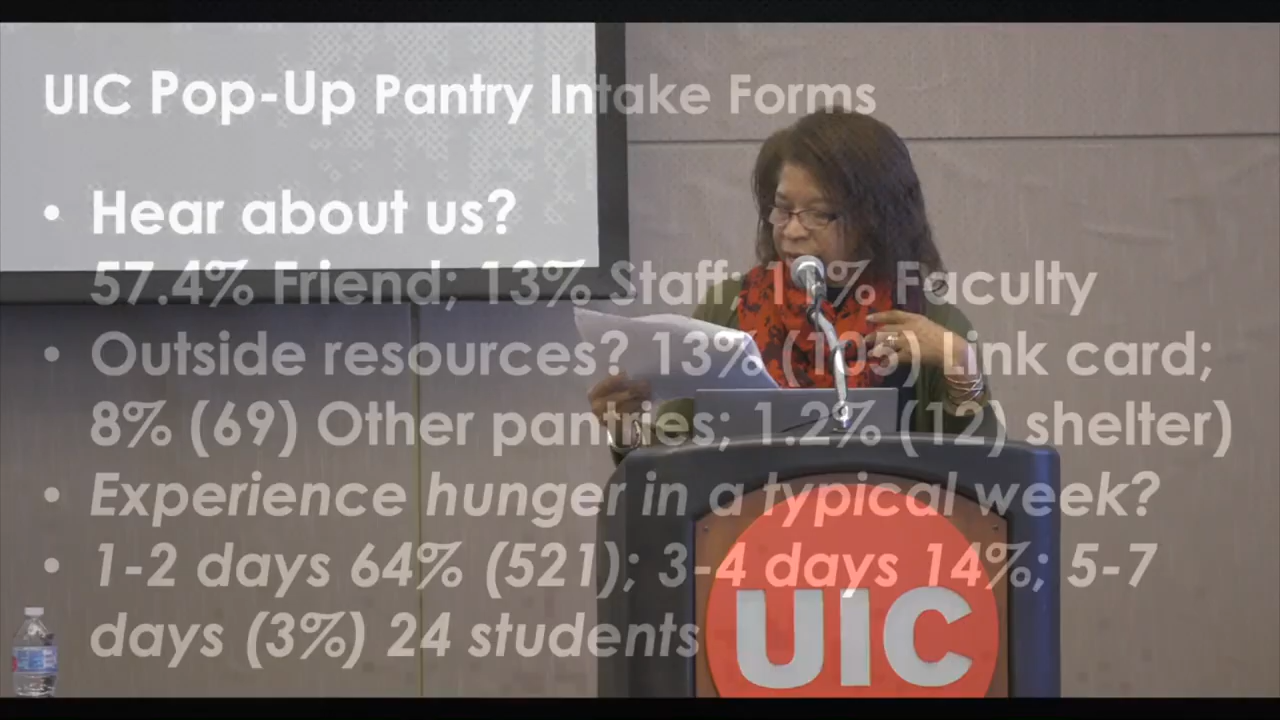 UIC Pop-Up Pantry Intake Forms
• Hear about us?
57.4% Friend; 13% Staff; 11% Faculty
• Outside resources? 13% (105) Link card;
8% (69) Other pantries; 1.2% (12) shelter)
• Experience hunger in a typical week?
• 1-2 days 64% (521); 3-4 days 14%; 5-7
days (3%) 24 students
UIC